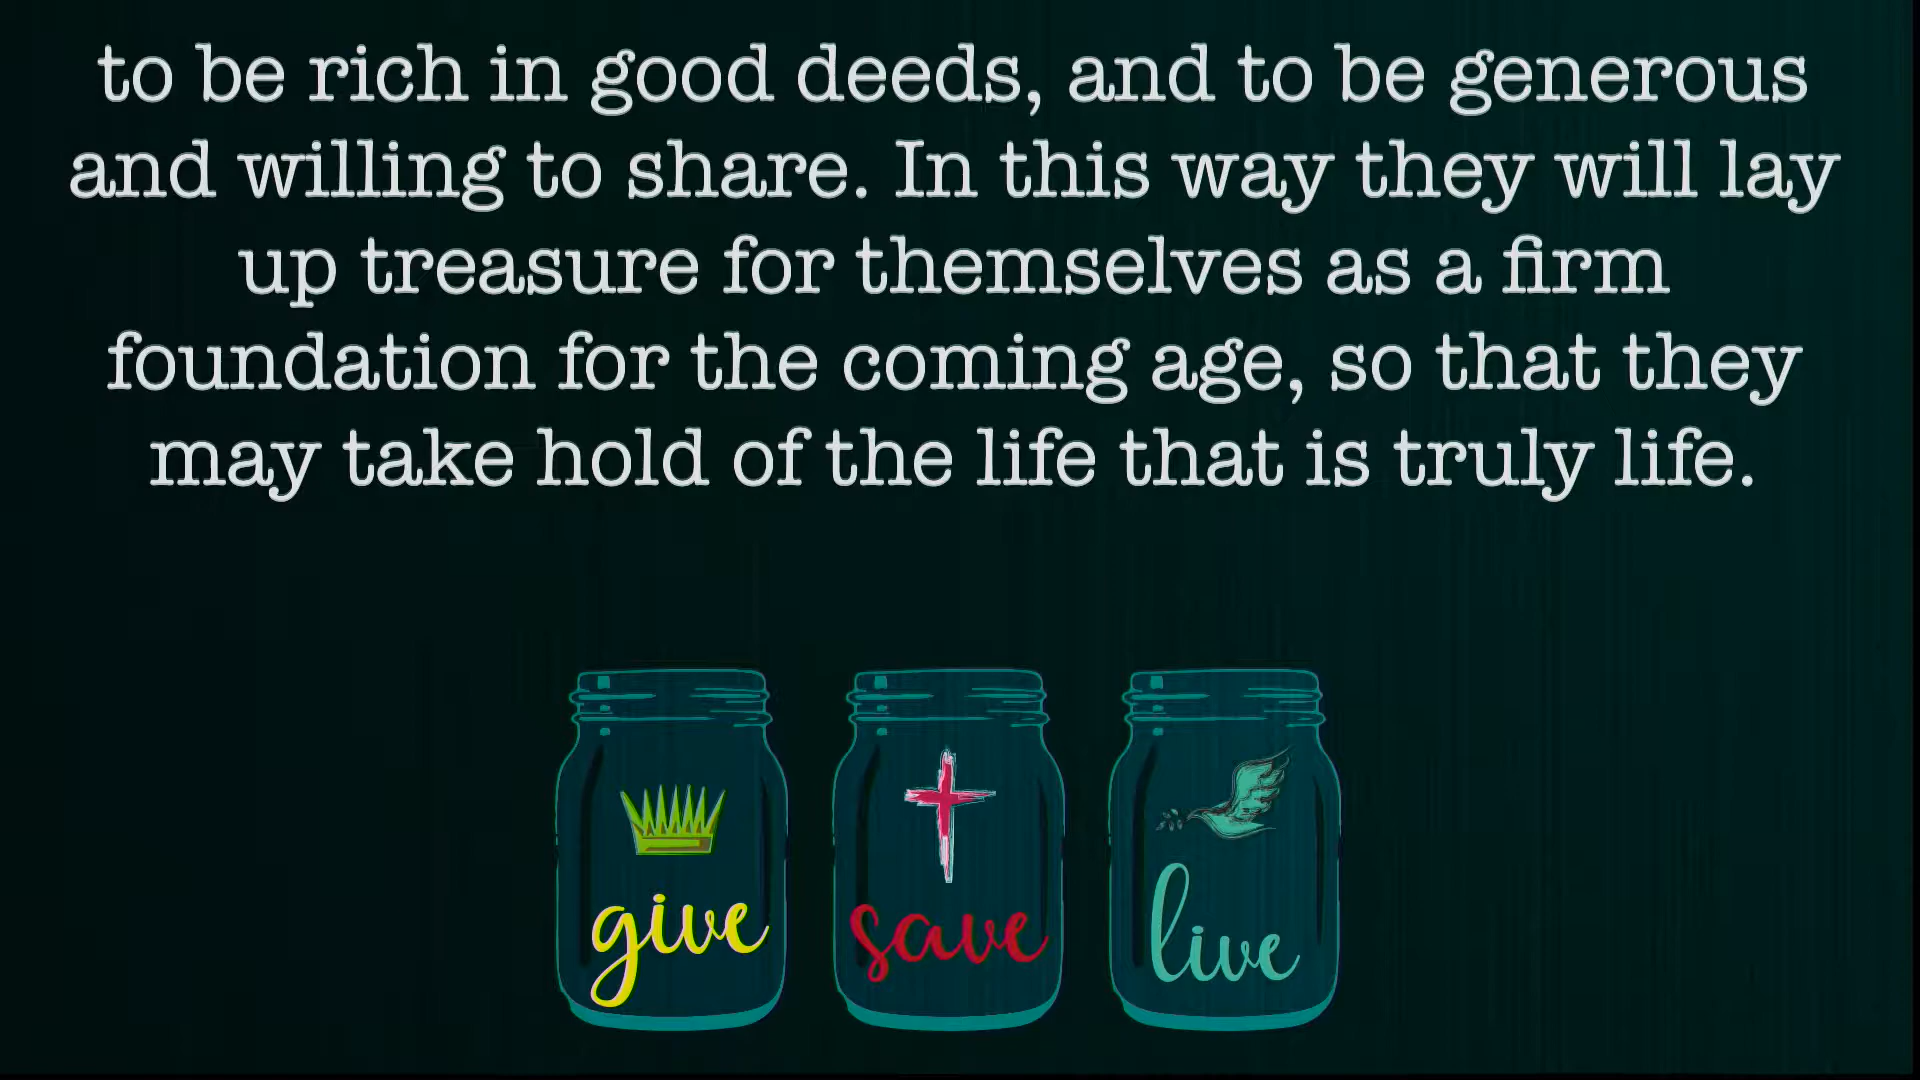 to be rich in good deeds, and to be generous
and willing to share. In this way they will lay
up treasure for themselves as a firm
foundation for the coming age, so that they
may take hold of the life that is truly life.
give
save
live